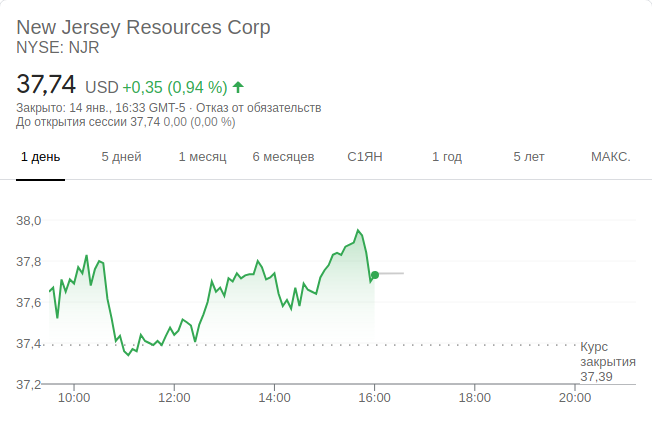 New Jersey Resources Corp
NYSE: NJR
37,74 USD +0,35 (0,94 %)
Закрыто: 14 янв., 16:33 GMT-5 · Отказ от обязательств
До открытия сессии 37,74 0,00 (0,00 %)
1 день 5 дней 1 месяц 6 месяцев С1ЯН 1 год 5 лет МАКС.
38,0
37,8
37,6
37,4
Курс
закрытия
37,39
37,2
10:00 12:00 14:00 16:00 18:00 20:00